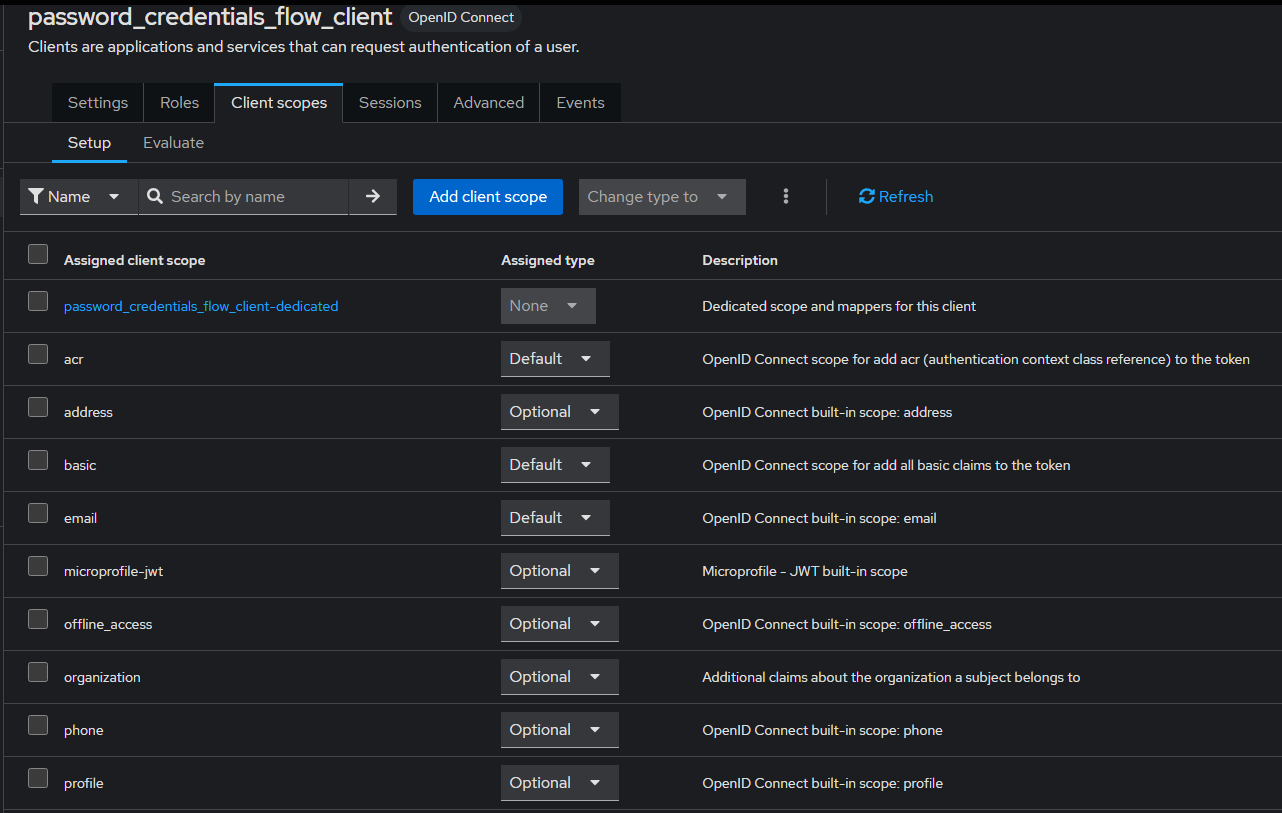 password_credentials_flow_client OpenID Connect
Clients are applications and services that can request authentication of a user.
Settings Roles Client scopes Sessions Advanced Events
Setup Evaluate
Name Search by name Add client scope Change type to Refresh
Assigned client scope Assigned type Description
password_credentials_flow_client-dedicated None Dedicated scope and mappers for this client
acr Default OpenID Connect scope for add acr (authentication context class reference) to the token
address Optional OpenID Connect built-in scope: address
basic Default OpenID Connect scope for add all basic claims to the token
email Default OpenID Connect built-in scope: email
microprofile-jwt Optional Microprofile - JWT built-in scope
offline_access Optional OpenID Connect built-in scope: offline_access
organization Optional Additional claims about the organization a subject belongs to
phone Optional OpenID Connect built-in scope: phone
profile Optional OpenID Connect built-in scope: profile